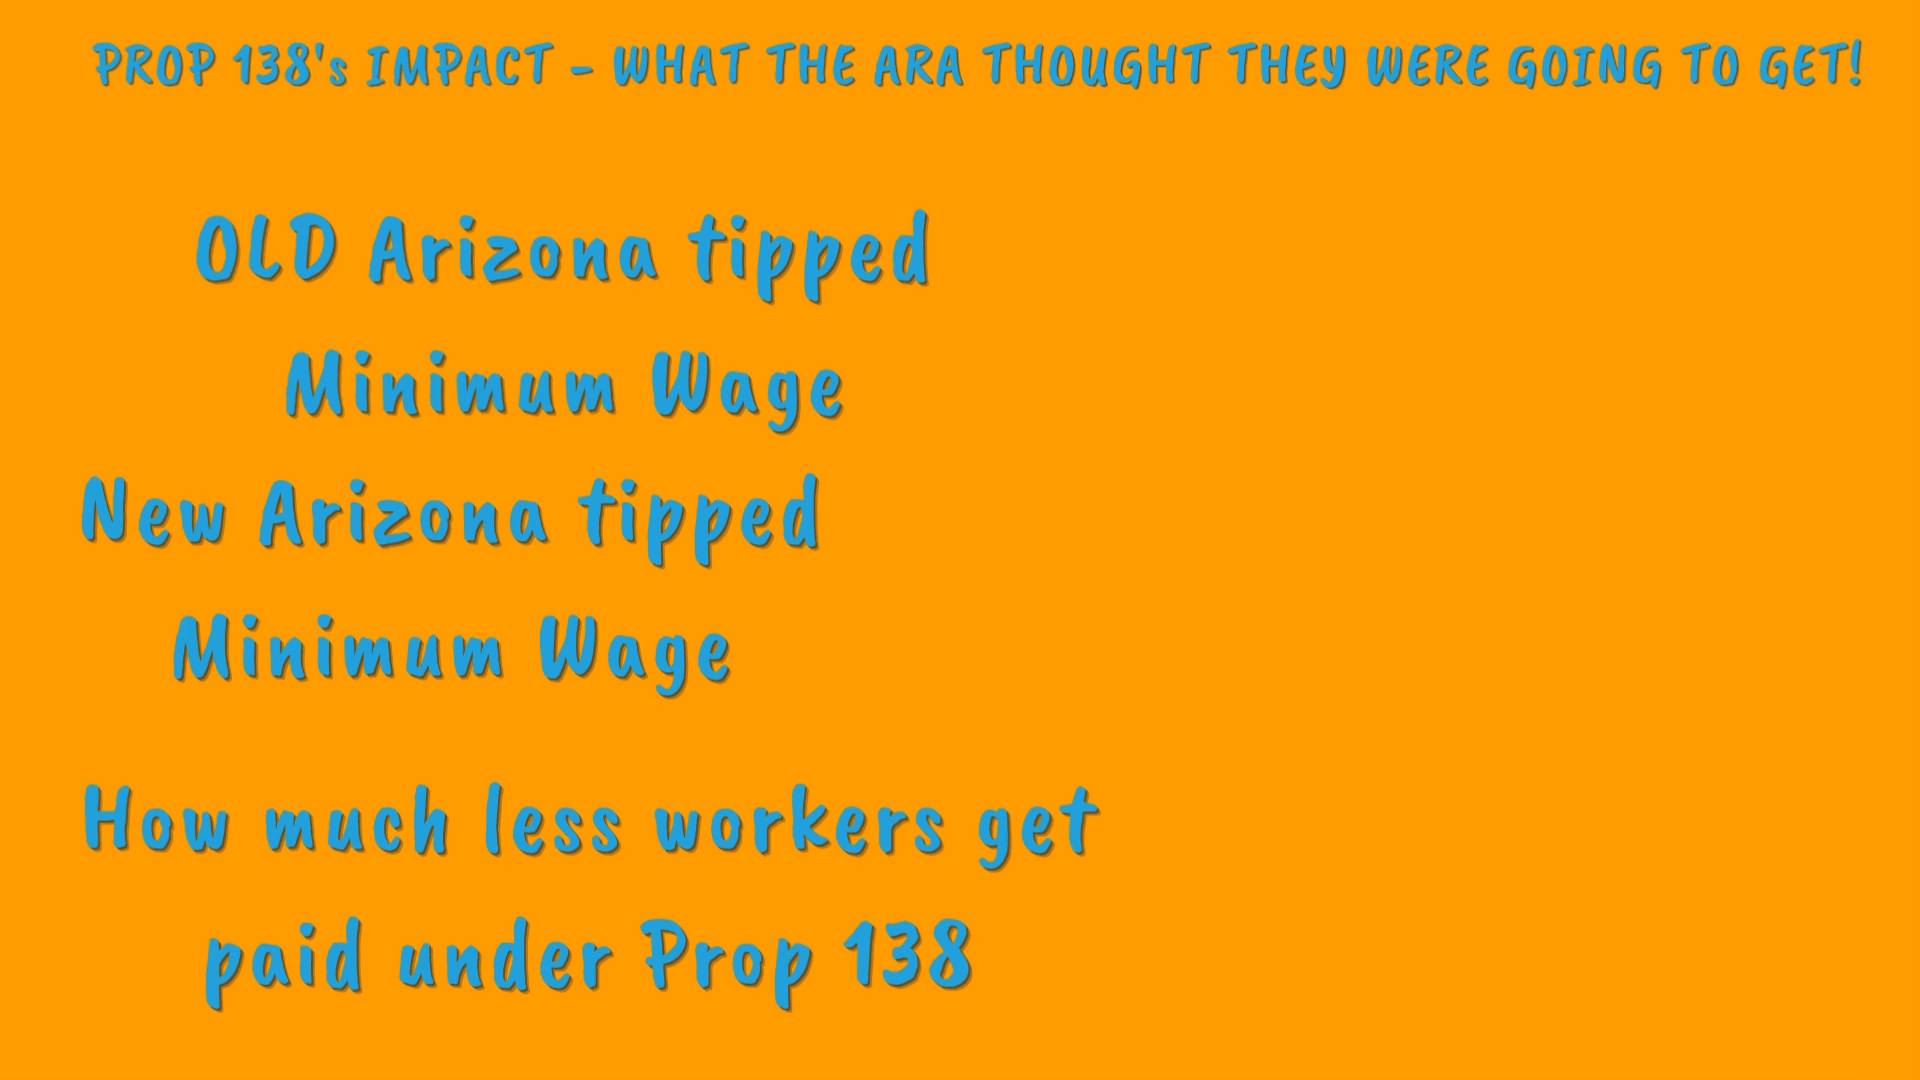 PROP 138's IMPACT - WHAT THE ARA THOUGHT THEY WERE GOING TO GET!
OLD Arizona tipped
Minimum Wage
New Arizona tipped
Minimum Wage
How much less workers get
paid under Prop 138